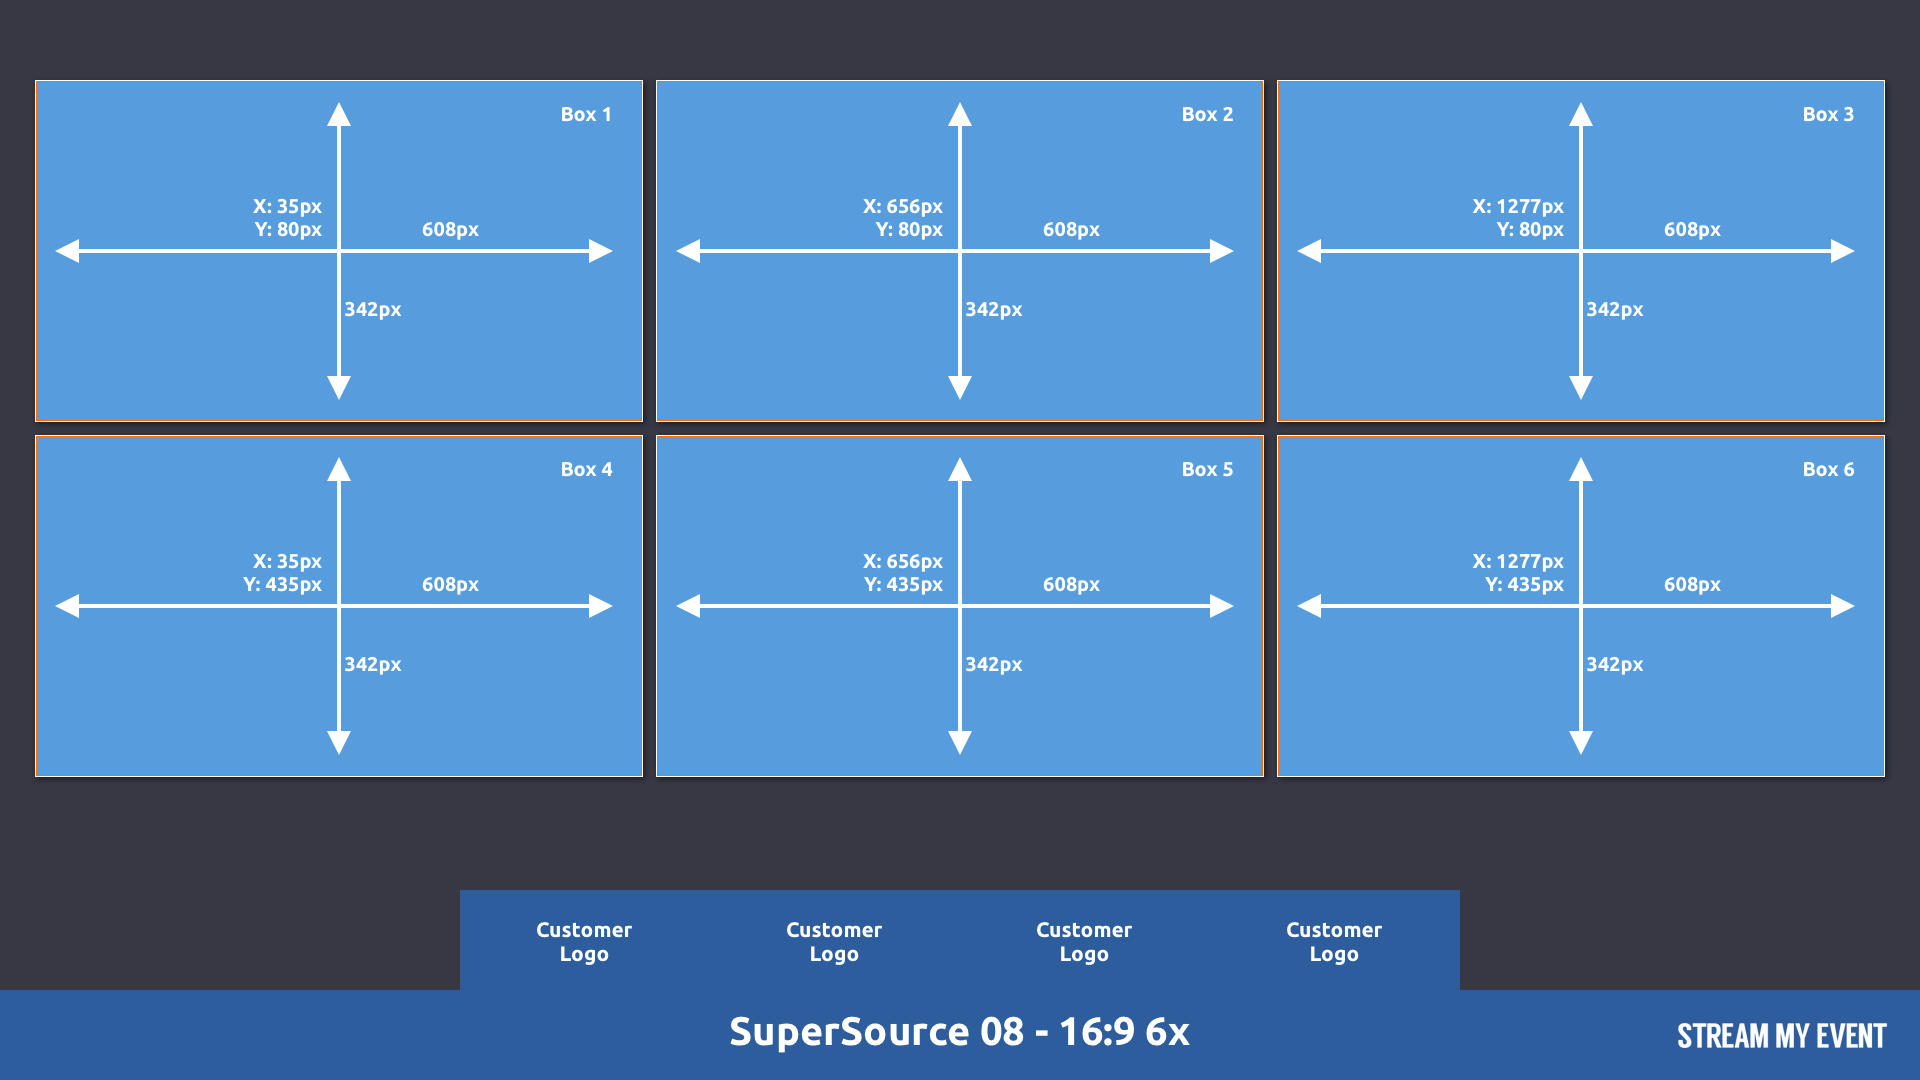 Box 1
X: 35px
Y: 80px
608px
342px
Box 2
X: 656px
Y: 80px
608px
342px
Box 3
X: 1277px
Y: 80px
608px
342px
Box 4
X: 35px
Y: 435px
608px
342px
Box 5
X: 656px
Y: 435px
608px
342px
Box 6
X: 1277px
Y: 435px
608px
342px
Customer
Logo
Customer
Logo
Customer
Logo
Customer
Logo
SuperSource 08 - 16:9 6x
STREAM MY EVENT